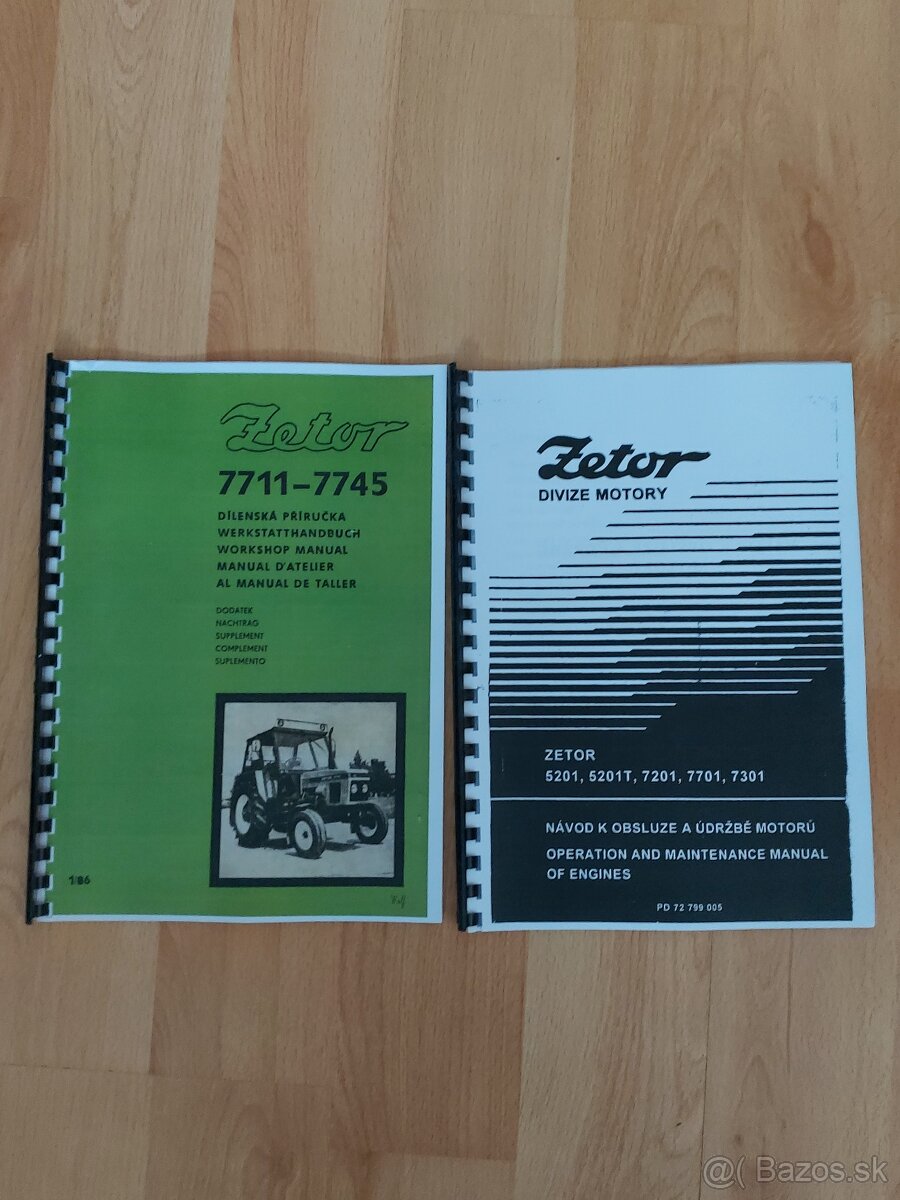 Zetor
7711-7745
DÍLENSKÁ PŘÍRUČKA
WERKSTATTHANDBUCH
WORKSHOP MANUAL
MANUAL D'ATELIER
AL MANUAL DE TALLER
DODATEK
NACHTRAG
SUPPLEMENT
COMPLEMENT
SUPLEMENTO
1/86
Zetor
DIVIZE MOTORY
ZETOR
5201, 5201T, 7201, 7701, 7301
NÁVOD K OBSLUZE A ÚDRŽBĚ MOTORŮ
OPERATION AND MAINTENANCE MANUAL
OF ENGINES
PD 72 799 005
@( Bazos.sk